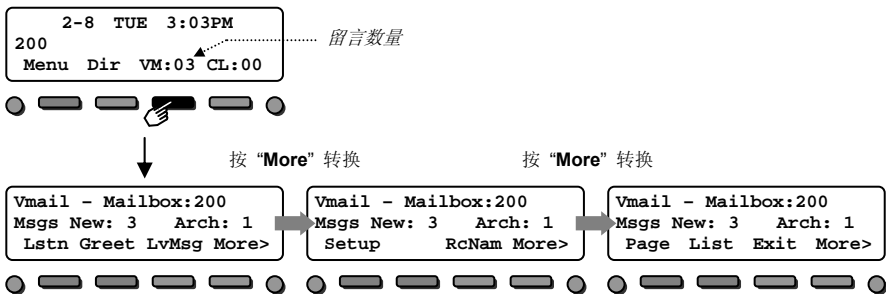 2-8 TUE 3:03PM
200
留言数量
Menu Dir VM:03 CL:00
按 “More” 转换
按 “More” 转换
Vmail – Mailbox:200
Msgs New: 3 Arch: 1
Lstn Greet LvMsg More>
Vmail – Mailbox:200
Msgs New: 3 Arch: 1
Setup RcNam More>
Vmail – Mailbox:200
Msgs New: 3 Arch: 1
Page List Exit More>